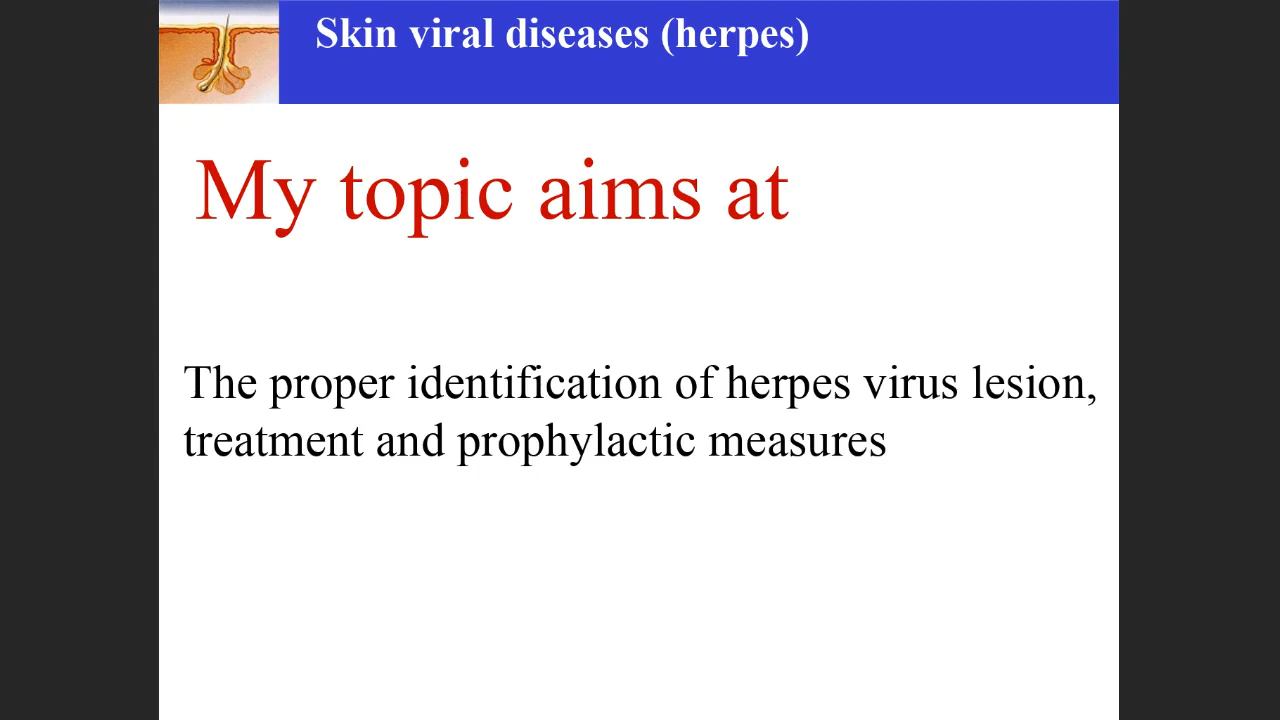 Skin viral diseases (herpes)
My topic aims at
The proper identification of herpes virus lesion,
treatment and prophylactic measures